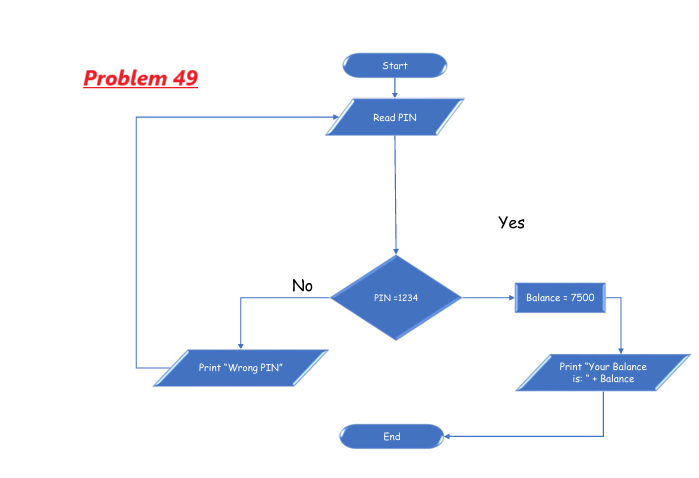 Start
Problem 49
Read PIN
Yes
No
PIN =1234
Balance = 7500
Print "Wrong PIN"
Print "Your Balance
is: " + Balance
End